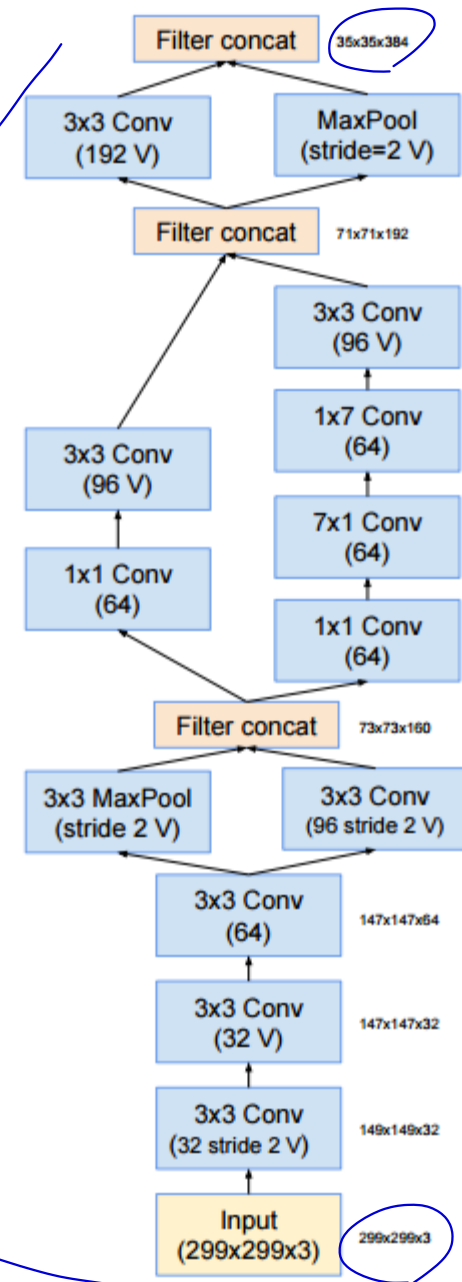 Filter concat
35x35x384
3x3 Conv
(192 V)
MaxPool
(stride=2 V)
Filter concat
71x71x192
3x3 Conv
(96 V)
1x7 Conv
(64)
3x3 Conv
(96 V)
7x1 Conv
(64)
1x1 Conv
(64)
1x1 Conv
(64)
Filter concat
73x73x160
3x3 MaxPool
(stride 2 V)
3x3 Conv
(96 stride 2 V)
3x3 Conv
(64)
147x147x64
3x3 Conv
(32 V)
147x147x32
3x3 Conv
(32 stride 2 V)
149x149x32
Input
(299x299x3)
299x299x3